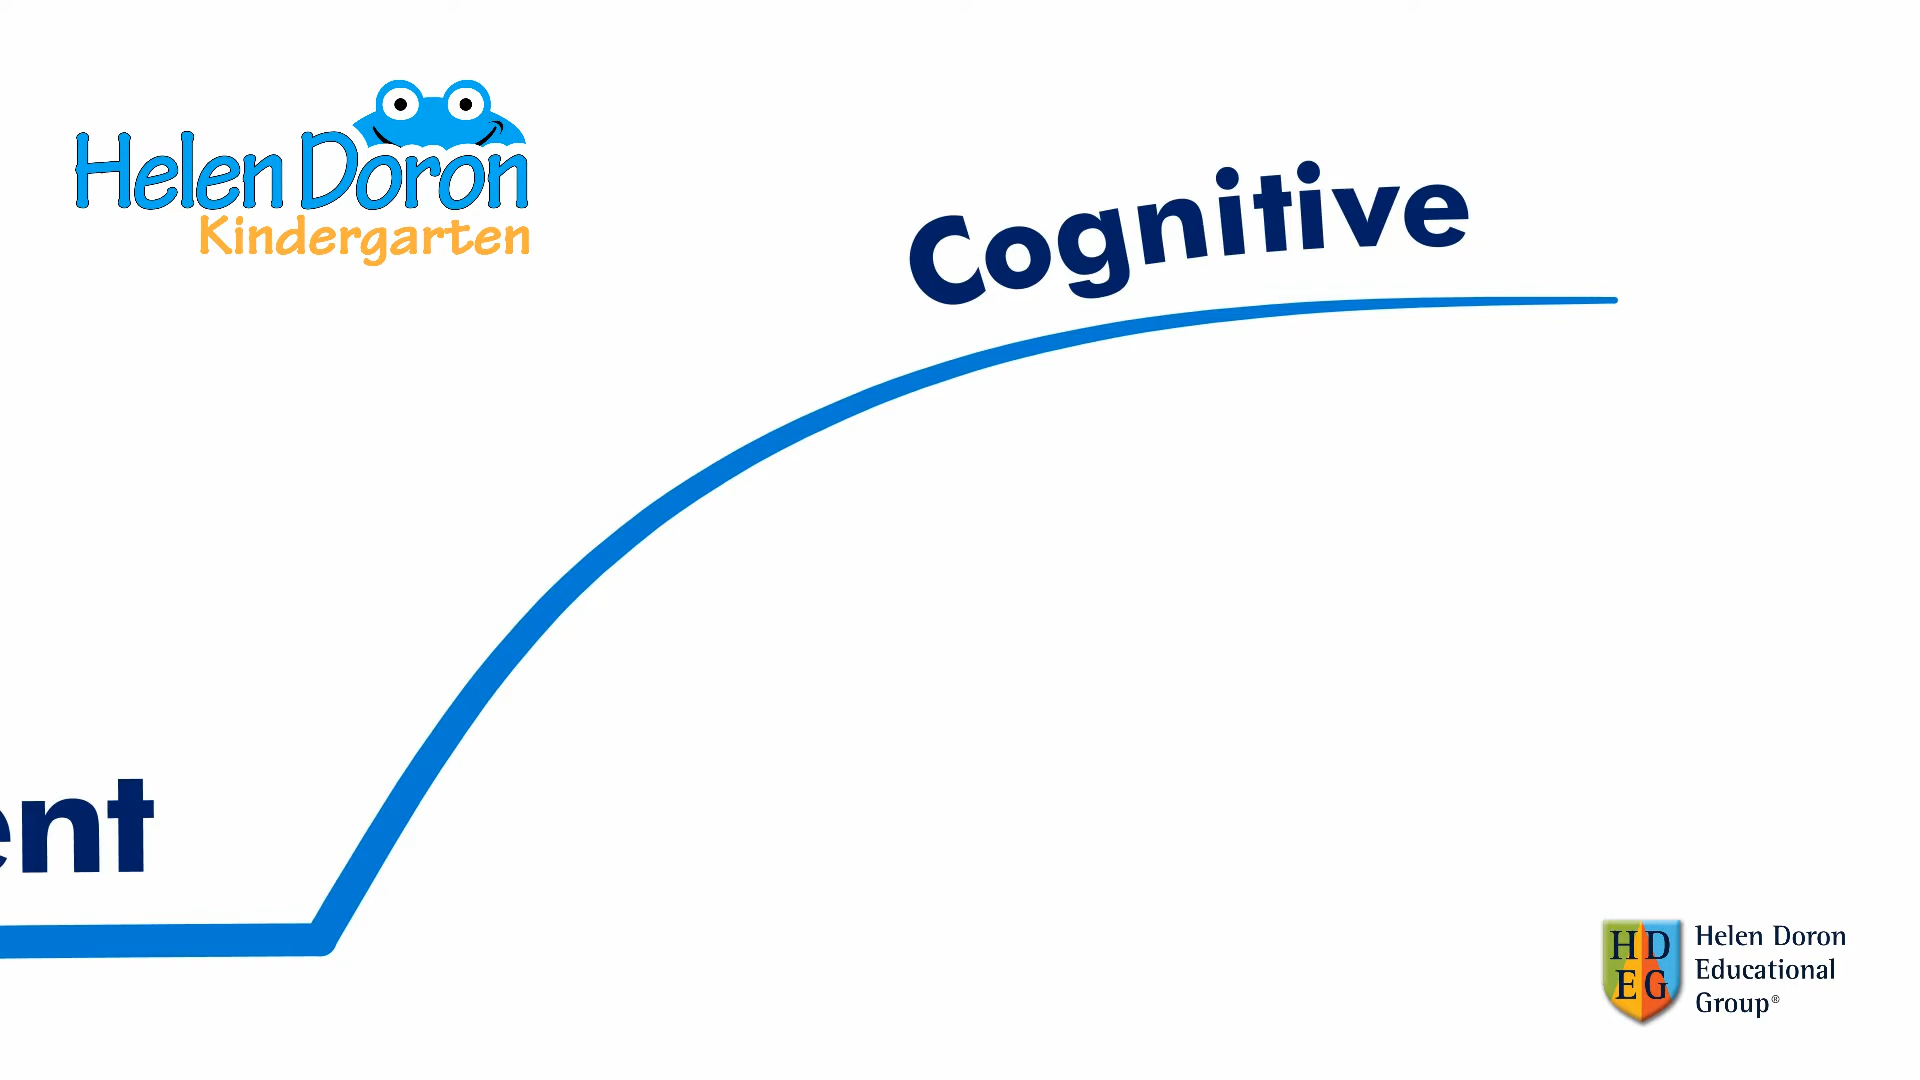 Helen Doron
Kindergarten
Cognitive
ent
HD
EG
Helen Doron
Educational
Group®